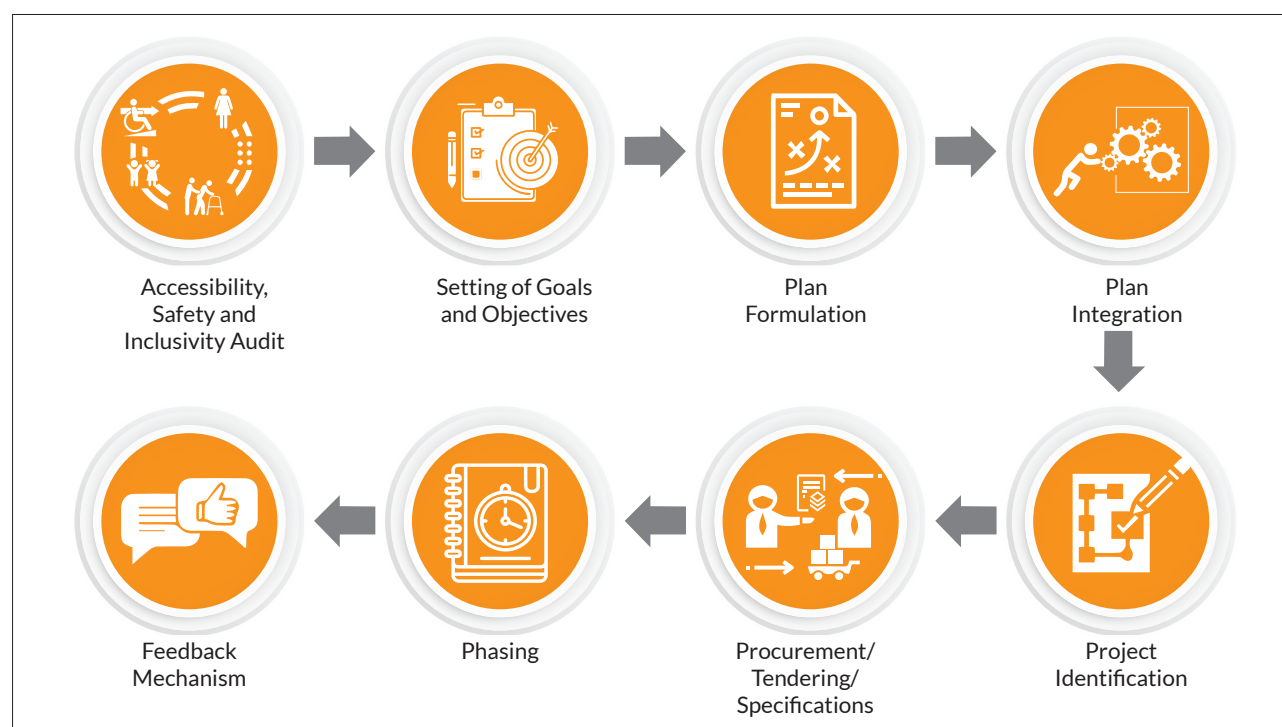 Accessibility,
Safety and
Inclusivity Audit
Setting of Goals
and Objectives
Plan
Formulation
Plan
Integration
Project
Identification
Procurement/
Tendering/
Specifications
Phasing
Feedback
Mechanism